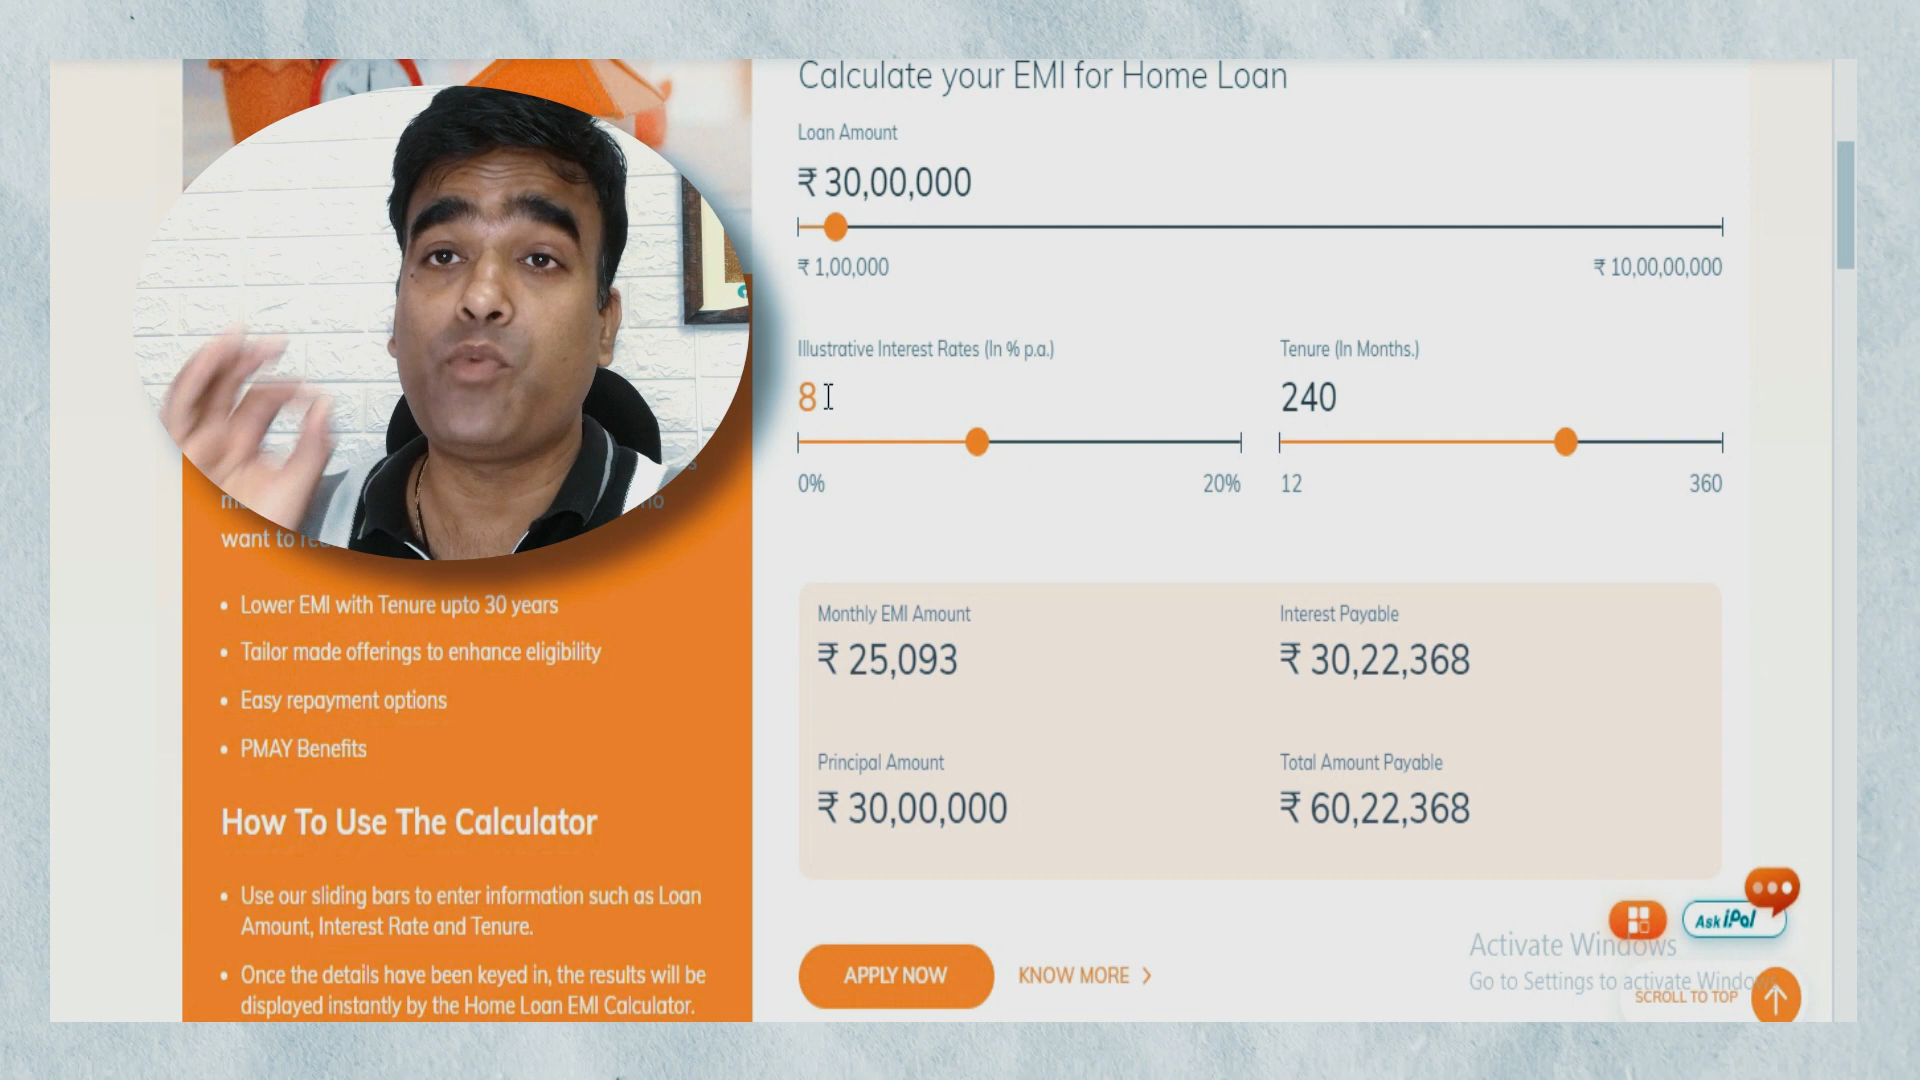 want to
• Lower EMI with Tenure upto 30 years
• Tailor made offerings to enhance eligibility
• Easy repayment options
• PMAY Benefits
How To Use The Calculator
• Use our sliding bars to enter information such as Loan
Amount, Interest Rate and Tenure.
• Once the details have been keyed in, the results will be
displayed instantly by the Home Loan EMI Calculator.
Calculate your EMI for Home Loan
Loan Amount
₹ 30,00,000
₹ 1,00,000 ₹ 10,00,00,000
Illustrative Interest Rates (In % p.a.) Tenure (In Months.)
8 240
0% 20% 12 360
Monthly EMI Amount Interest Payable
₹ 25,093 ₹ 30,22,368
Principal Amount Total Amount Payable
₹ 30,00,000 ₹ 60,22,368
APPLY NOW KNOW MORE
Ask iPal
Activate Windows
Go to Settings to activate Windows
SCROLL TO TOP